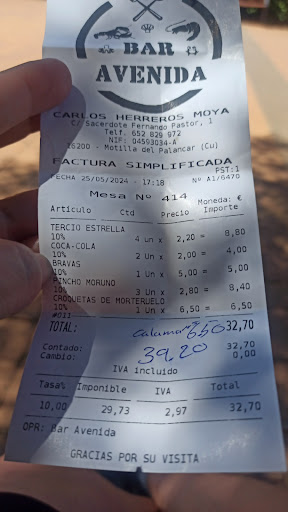 BAR
AVENIDA
CARLOS HERREROS MOYA
C/ Sacerdote Fernando Pastor, 1
Telf. 652 829 972
NIF: 04593034-A
16200 - Motilla del Palancar (Cu)
FACTURA SIMPLIFICADA
PST:1
FECHA 25/05/2024 - 17:18 Nº A1/6470
Mesa Nº 414 Moneda: €
Artículo Ctd Precio Importe
TERCIO ESTRELLA
10% 4 Un x 2,20 = 8,80
COCA-COLA
10% 2 Un x 2,00 = 4,00
BRAVAS
10% 1 Un x 5,00 = 5,00
PINCHO MORUNO
10% 3 Un x 2,80 = 8,40
CROQUETAS DE MORTERUELO
10% 1 Un x 6,50 = 6,50
#011
TOTAL: 32,70
calamar 6'50
Contado: 32,70
Cambio: 0,00
39,20
IVA incluido
Tasa% Imponible IVA Total
10,00 29,73 2,97 32,70
OPR: Bar Avenida
GRACIAS POR SU VISITA